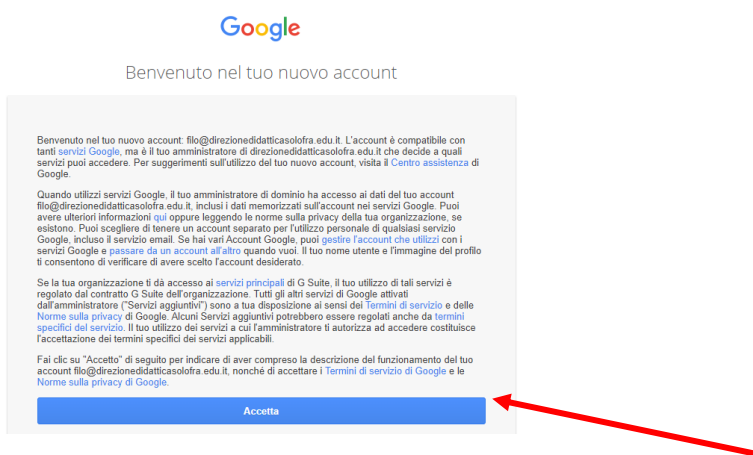 Google
Benvenuto nel tuo nuovo account
Benvenuto nel tuo nuovo account: filo@direzionedidatticasolofra.edu.it. L'account è compatibile con
tanti servizi Google, ma è il tuo amministratore di direzionedidatticasolofra.edu.it che decide a quali
servizi puoi accedere. Per suggerimenti sull'utilizzo del tuo nuovo account, visita il Centro assistenza di
Google.
Quando utilizzi servizi Google, il tuo amministratore di dominio ha accesso ai dati del tuo account
filo@direzionedidatticasolofra.edu.it, inclusi i dati memorizzati sull'account nei servizi Google. Puoi
avere ulteriori informazioni qui oppure leggendo le norme sulla privacy della tua organizzazione, se
esistono. Puoi scegliere di tenere un account separato per l'utilizzo personale di qualsiasi servizio
Google, incluso il servizio email. Se hai vari Account Google, puoi gestire l'account che utilizzi con i
servizi Google e passare da un account all'altro quando vuoi. Il tuo nome utente e l'immagine del profilo
ti consentono di verificare di avere scelto l'account desiderato.
Se la tua organizzazione ti dà accesso ai servizi principali di G Suite, il tuo utilizzo di tali servizi è
regolato dal contratto G Suite dell'organizzazione. Tutti gli altri servizi di Google attivati
dall'amministratore ("Servizi aggiuntivi") sono a tua disposizione ai sensi dei Termini di servizio e delle
Norme sulla privacy di Google. Alcuni Servizi aggiuntivi potrebbero essere regolati anche da termini
specifici del servizio. Il tuo utilizzo dei servizi a cui l'amministratore ti autorizza ad accedere costituisce
l'accettazione dei termini specifici dei servizi applicabili.
Fai clic su "Accetto" di seguito per indicare di aver compreso la descrizione del funzionamento del tuo
account filo@direzionedidatticasolofra.edu.it, nonché di accettare i Termini di servizio di Google e le
Norme sulla privacy di Google.
Accetta